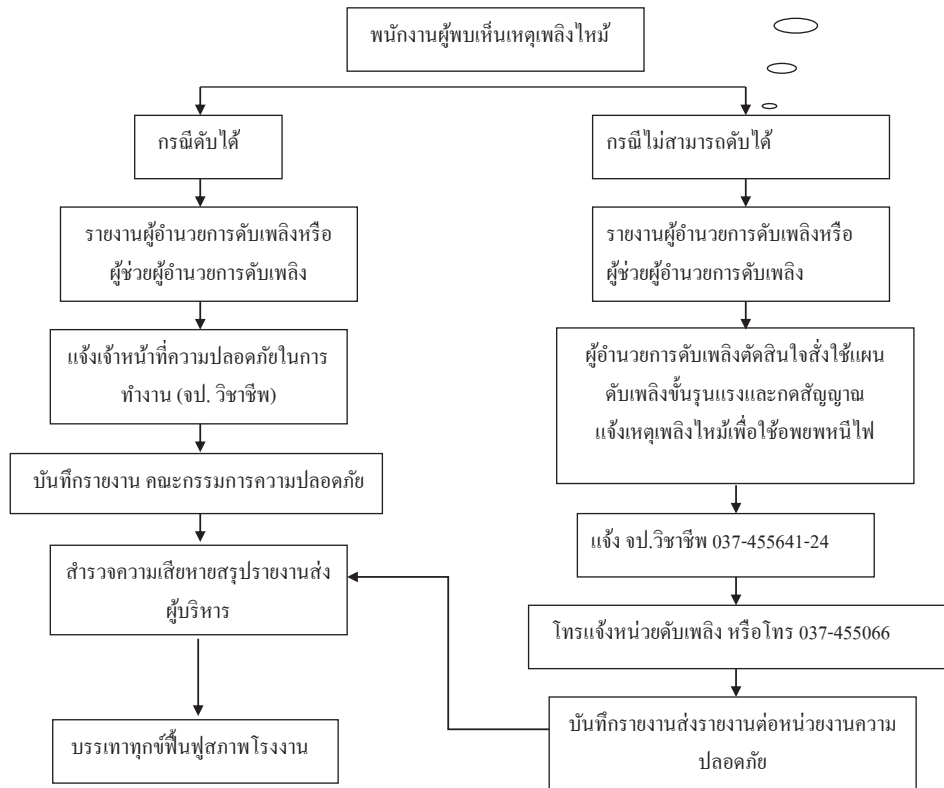 พนักงานผู้พบเห็นเหตุเพลิงไหม้
กรณีดับได้
รายงานผู้อำนวยการดับเพลิงหรือ
ผู้ช่วยผู้อำนวยการดับเพลิง
แจ้งเจ้าหน้าที่ความปลอดภัยในการ
ทำงาน (จป. วิชาชีพ)
บันทึกรายงาน คณะกรรมการความปลอดภัย
สำรวจความเสียหายสรุปรายงานส่ง
ผู้บริหาร
บรรเทาทุกข์ฟื้นฟูสภาพโรงงาน
กรณีไม่สามารถดับได้
รายงานผู้อำนวยการดับเพลิงหรือ
ผู้ช่วยผู้อำนวยการดับเพลิง
ผู้อำนวยการดับเพลิงตัดสินใจสั่งใช้แผน
ดับเพลิงขั้นรุนแรงและกดสัญญาณ
แจ้งเหตุเพลิงไหม้เพื่อใช้อพยพหนีไฟ
แจ้ง จป.วิชาชีพ 037-455641-24
โทรแจ้งหน่วยดับเพลิง หรือโทร 037-455066
บันทึกรายงานส่งรายงานต่อหน่วยงานความ
ปลอดภัย